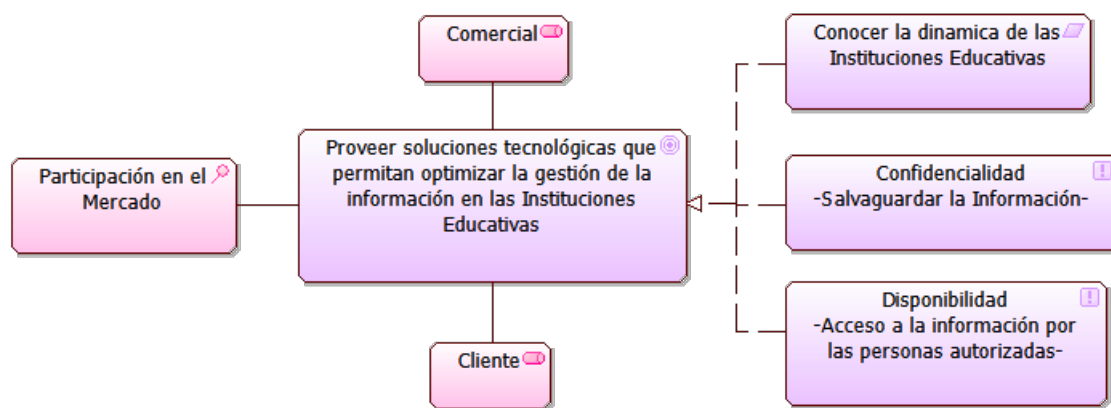 Comercial
Conocer la dinamica de las
Instituciones Educativas
Participación en el
Mercado
Proveer soluciones tecnológicas que
permitan optimizar la gestión de la
información en las Instituciones
Educativas
Confidencialidad
-Salvaguardar la Información-
Disponibilidad
-Acceso a la información por
las personas autorizadas-
Cliente